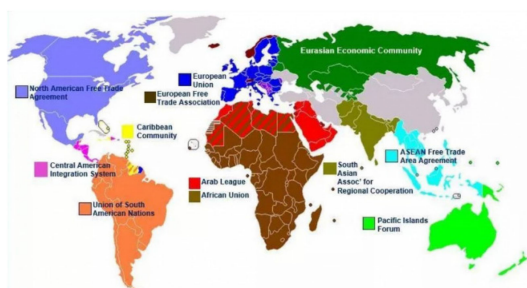 Eurasian Economic Community
European
Union
European Free
Trade Association
North American Free Trade
Agreement
Caribbean
Community
Central American
Integration System
Union of South
American Nations
Arab League
African Union
South
Asian
Assoc' for
Regional Cooperation
ASEAN Free Trade
Area Agreement
Pacific Islands
Forum